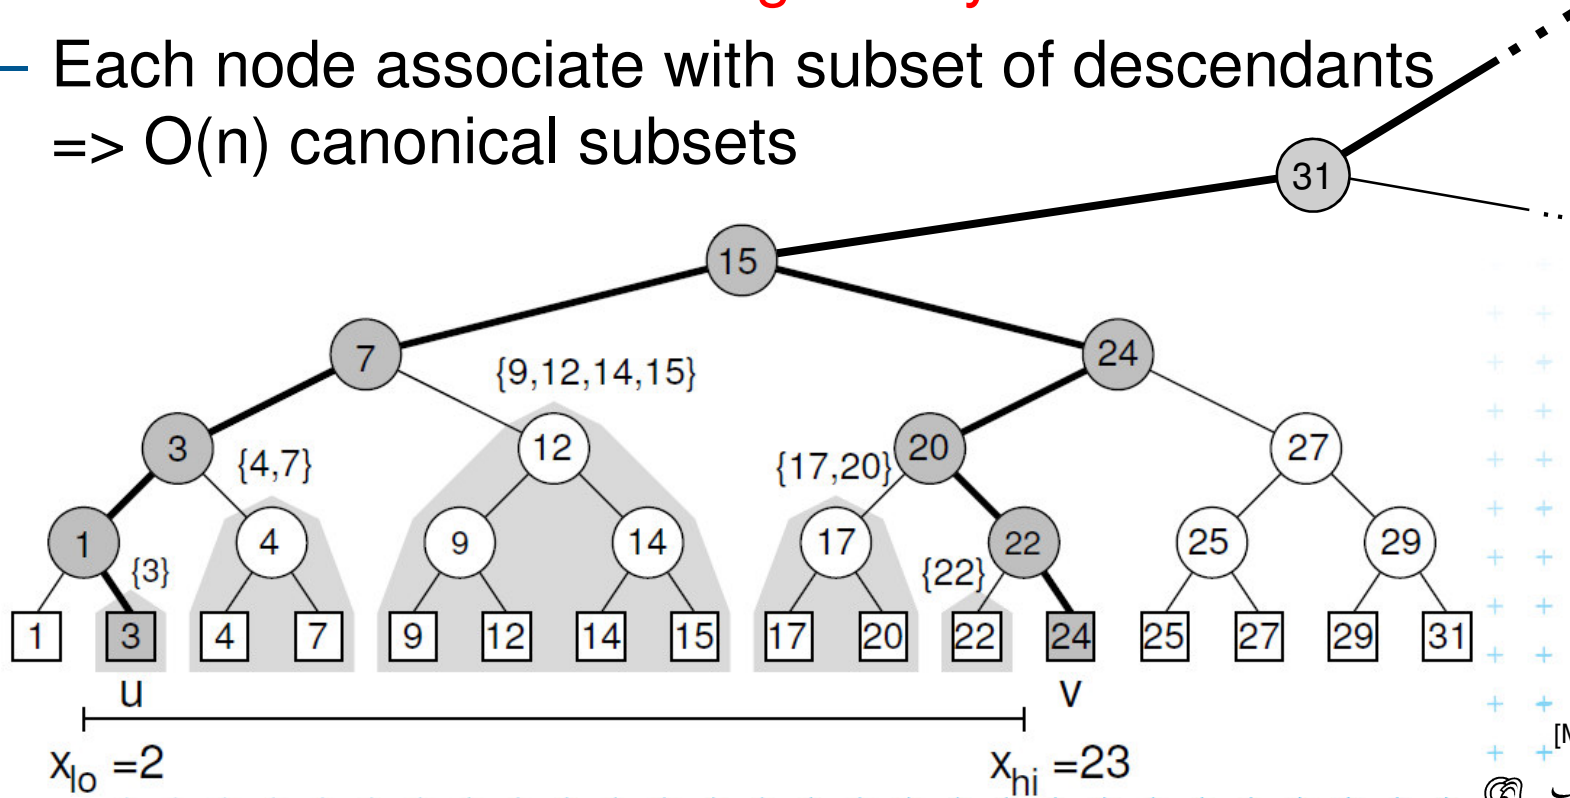 – Each node associate with subset of descendants
=> O(n) canonical subsets
31
15
7 {9,12,14,15} 24
3 {4,7} 12 {17,20} 20 27
1 {3} 4 9 14 17 {22} 22 25 29
1 3 4 7 9 12 14 15 17 20 22 24 25 27 29 31
u v
xlo =2 xhi =23